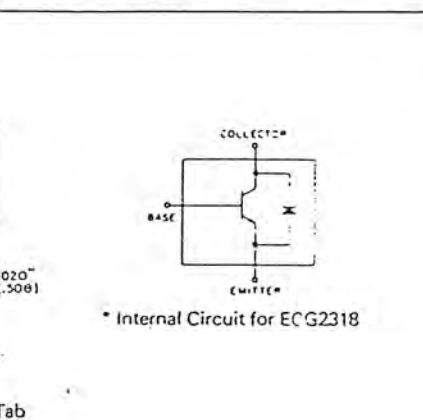 COLLECTOR
BASE
.020"
(.508)
EMITTER
* Internal Circuit for ECG2318
Tab